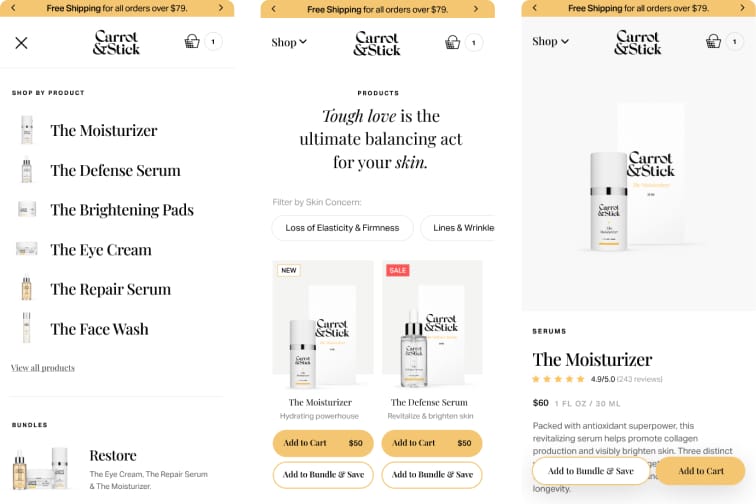 Free Shipping for all orders over $79.
Carrot
&Stick
1
SHOP BY PRODUCT
The Moisturizer
The Defense Serum
The Brightening Pads
The Eye Cream
The Repair Serum
The Face Wash
View all products
BUNDLES
Restore
The Eye Cream, The Repair Serum
& The Moisturizer.
Free Shipping for all orders over $79.
Shop
Carrot
&Stick
1
PRODUCTS
Tough love is the
ultimate balancing act
for your skin.
Filter by Skin Concern:
Loss of Elasticity & Firmness
Lines & Wrinkle
NEW
Carrot
&Stick
Carrot
&Stick
The Moisturizer
Hydrating powerhouse
Add to Cart $50
Add to Bundle & Save
SALE
Carrot
&Stick
Carrot
&Stick
The Defense Serum
Revitalize & brighten skin
Add to Cart $50
Add to Bundle & Save
Free Shipping for all orders over $79.
Shop
Carrot
&Stick
1
Carrot
&Stick
The Moisturizer
Carrot
&Stick
The
Moisturizer
SERUMS
The Moisturizer
4.9/5.0 (243 reviews)
$60 1 FL OZ / 30 ML
Packed with antioxidant superpower, this
revitalizing serum helps promote collagen
production and visibly brighten skin. Three distinct
Add to Bundle & Save
Add to Cart
longevity.